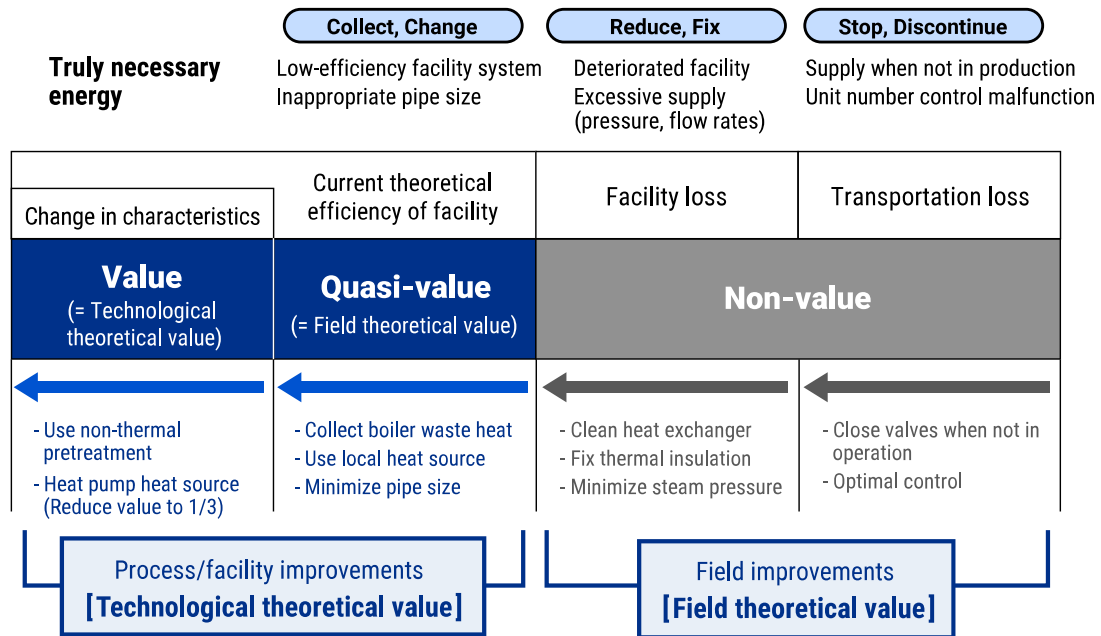 Collect, Change
Reduce, Fix
Stop, Discontinue
Truly necessary
energy
Low-efficiency facility system
Inappropriate pipe size
Deteriorated facility
Excessive supply
(pressure, flow rates)
Supply when not in production
Unit number control malfunction
Change in characteristics
Current theoretical
efficiency of facility
Facility loss
Transportation loss
Value
(= Technological
theoretical value)
Quasi-value
(= Field theoretical value)
Non-value
- Use non-thermal
pretreatment
- Heat pump heat source
(Reduce value to 1/3)
- Collect boiler waste heat
- Use local heat source
- Minimize pipe size
- Clean heat exchanger
- Fix thermal insulation
- Minimize steam pressure
- Close valves when not in
operation
- Optimal control
Process/facility improvements
[Technological theoretical value]
Field improvements
[Field theoretical value]